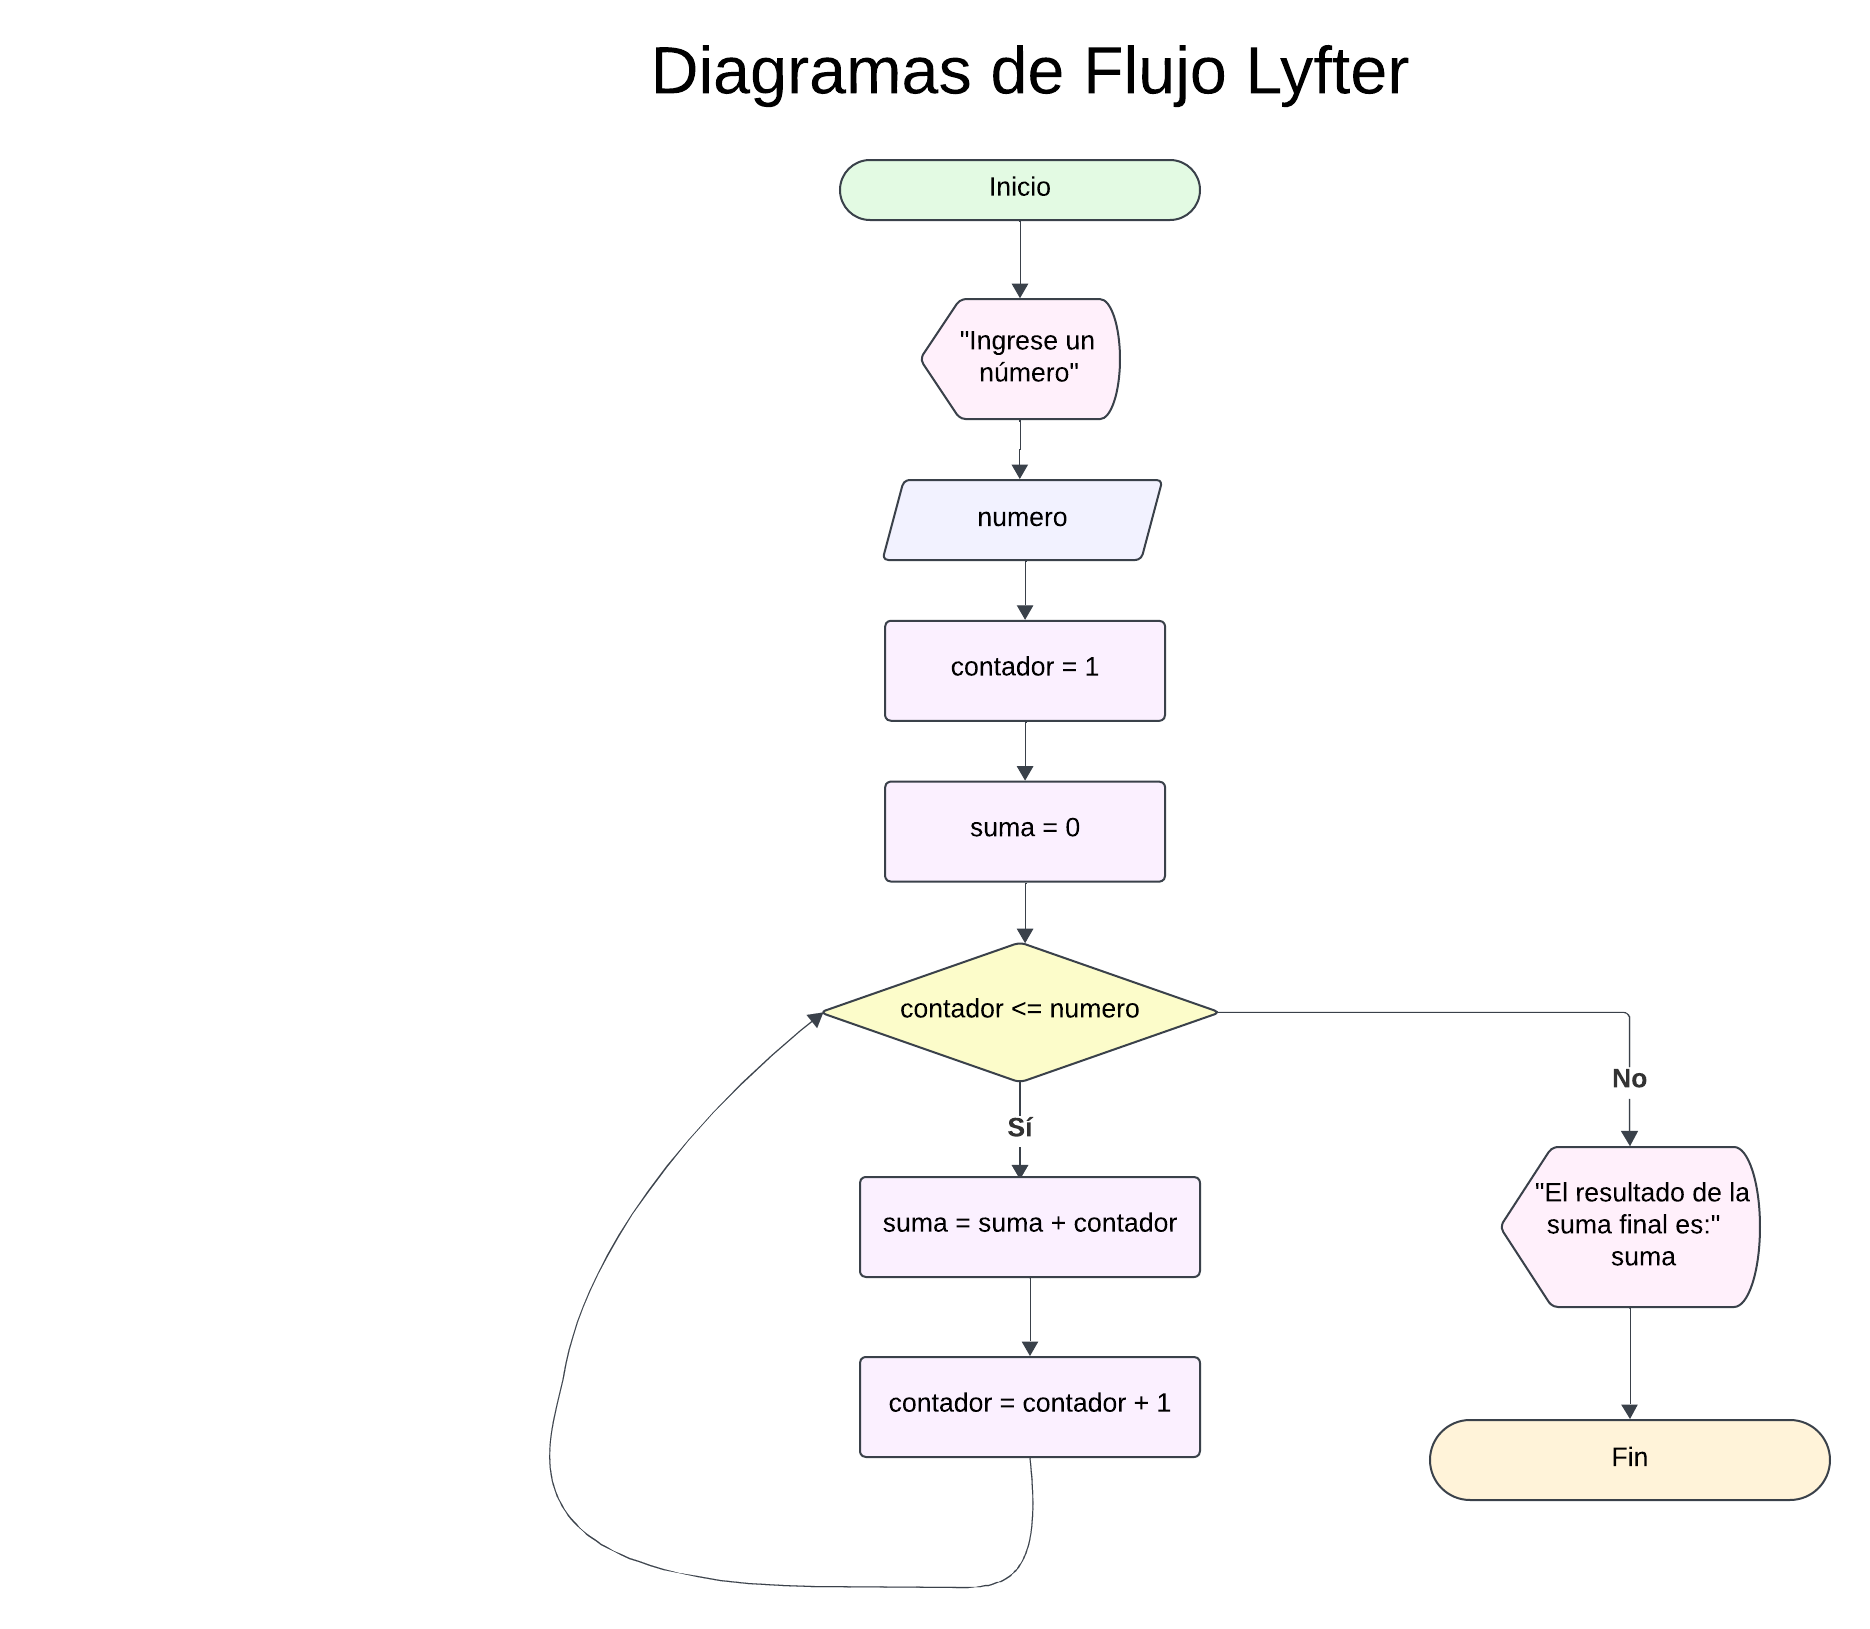 Diagramas de Flujo Lyfter
Inicio
"Ingrese un
número"
numero
contador = 1
suma = 0
contador <= numero
Sí
suma = suma + contador
contador = contador + 1
No
"El resultado de la
suma final es:"
suma
Fin